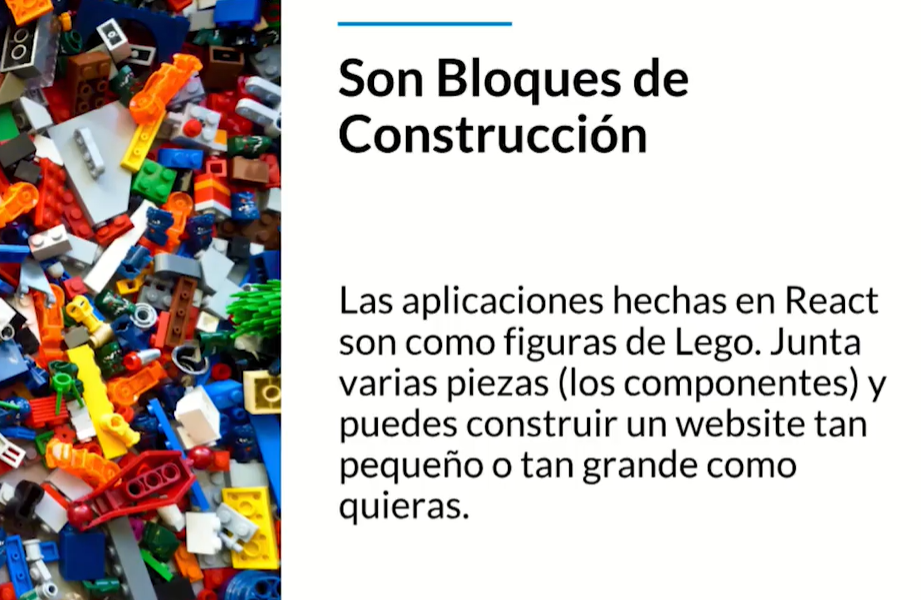 Son Bloques de
Construcción
Las aplicaciones hechas en React
son como figuras de Lego. Junta
varias piezas (los componentes) y
puedes construir un website tan
pequeño o tan grande como
quieras.